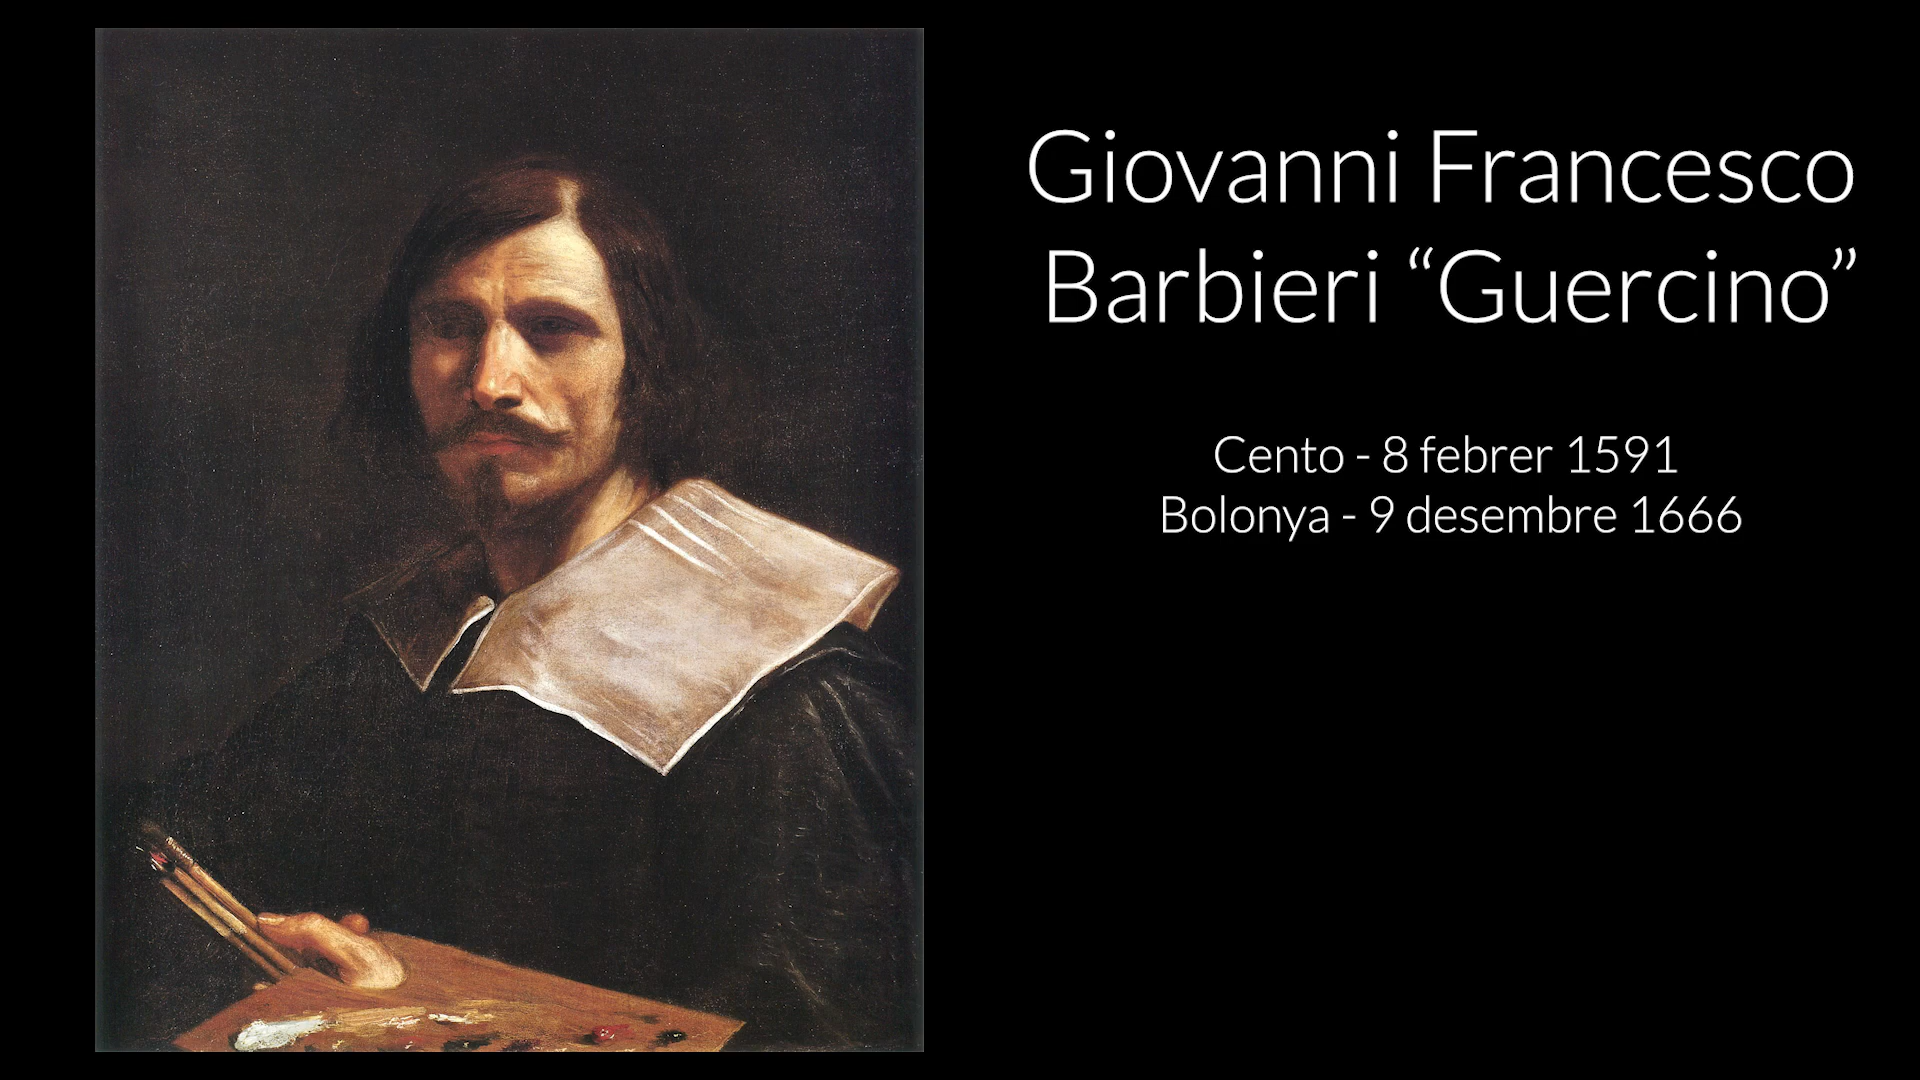 Giovanni Francesco
Barbieri “Guercino”
Cento - 8 febrer 1591
Bolonya - 9 desembre 1666